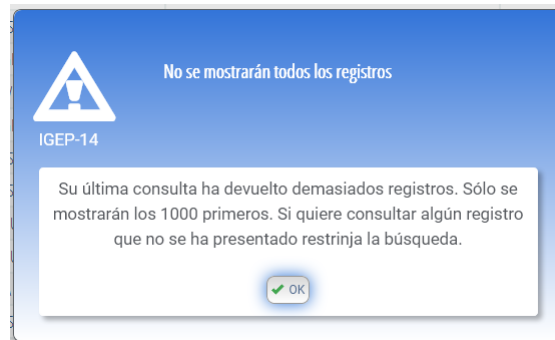 No se mostrarán todos los registros
IGEP-14
Su última consulta ha devuelto demasiados registros. Sólo se
mostrarán los 1000 primeros. Si quiere consultar algún registro
que no se ha presentado restrinja la búsqueda.
OK